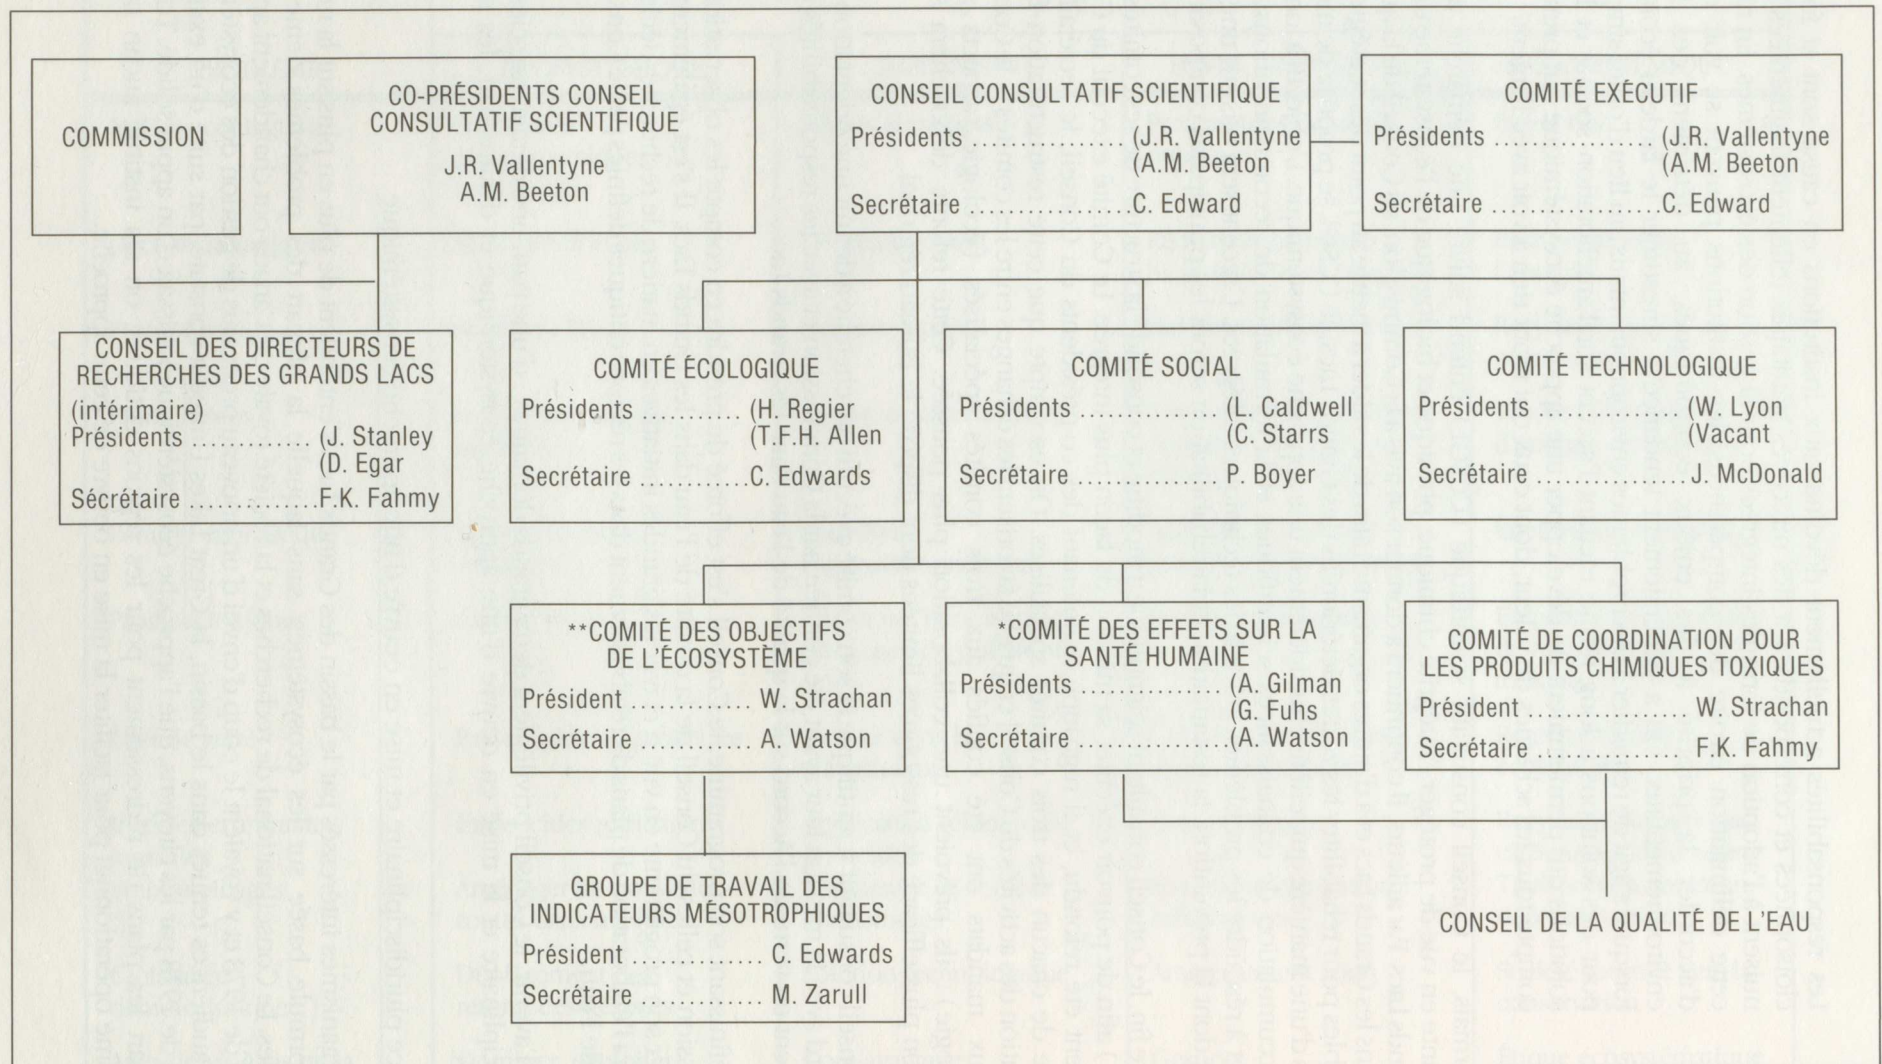 COMMISSION
CO-PRÉSIDENTS CONSEIL
CONSULTATIF SCIENTIFIQUE
J.R. Vallentyne
A.M. Beeton
CONSEIL CONSULTATIF SCIENTIFIQUE
Présidents ................ (J.R. Vallentyne
(A.M. Beeton
Secrétaire .................C. Edward
COMITÉ EXÉCUTIF
Présidents ................. (J.R. Vallentyne
(A.M. Beeton
Secrétaire ..................C. Edward
CONSEIL DES DIRECTEURS DE
RECHERCHES DES GRANDS LACS
(intérimaire)
Présidents ............. (J. Stanley
(D. Egar
Sécrétaire ..............F.K. Fahmy
COMITÉ ÉCOLOGIQUE
Présidents ........... (H. Regier
(T.F.H. Allen
Secrétaire ............C. Edwards
COMITÉ SOCIAL
Présidents ............... (L. Caldwell
(C. Starrs
Secrétaire ............... P. Boyer
COMITÉ TECHNOLOGIQUE
Présidents ............... (W. Lyon
(Vacant
Secrétaire ................J. McDonald
**COMITÉ DES OBJECTIFS
DE L'ÉCOSYSTÈME
Président ............. W. Strachan
Secrétaire ............ A. Watson
*COMITÉ DES EFFETS SUR LA
SANTÉ HUMAINE
Présidents ............... (A. Gilman
(G. Fuhs
Secrétaire ................(A. Watson
COMITÉ DE COORDINATION POUR
LES PRODUITS CHIMIQUES TOXIQUES
Président ................ W. Strachan
Secrétaire ............... F.K. Fahmy
GROUPE DE TRAVAIL DES
INDICATEURS MÉSOTROPHIQUES
Président .............. C. Edwards
Secrétaire ............. M. Zarull
CONSEIL DE LA QUALITÉ DE L'EAU